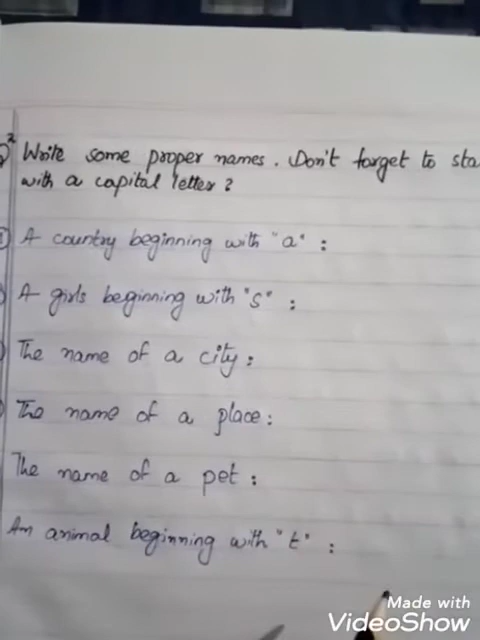 Write some proper names. Don't forget to sta
with a capital letter?
A country beginning with "a" :
A girls beginning with "s" :
The name of a city :
The name of a place :
The name of a pet :
An animal beginning with "t" :
Made with
VideoShow